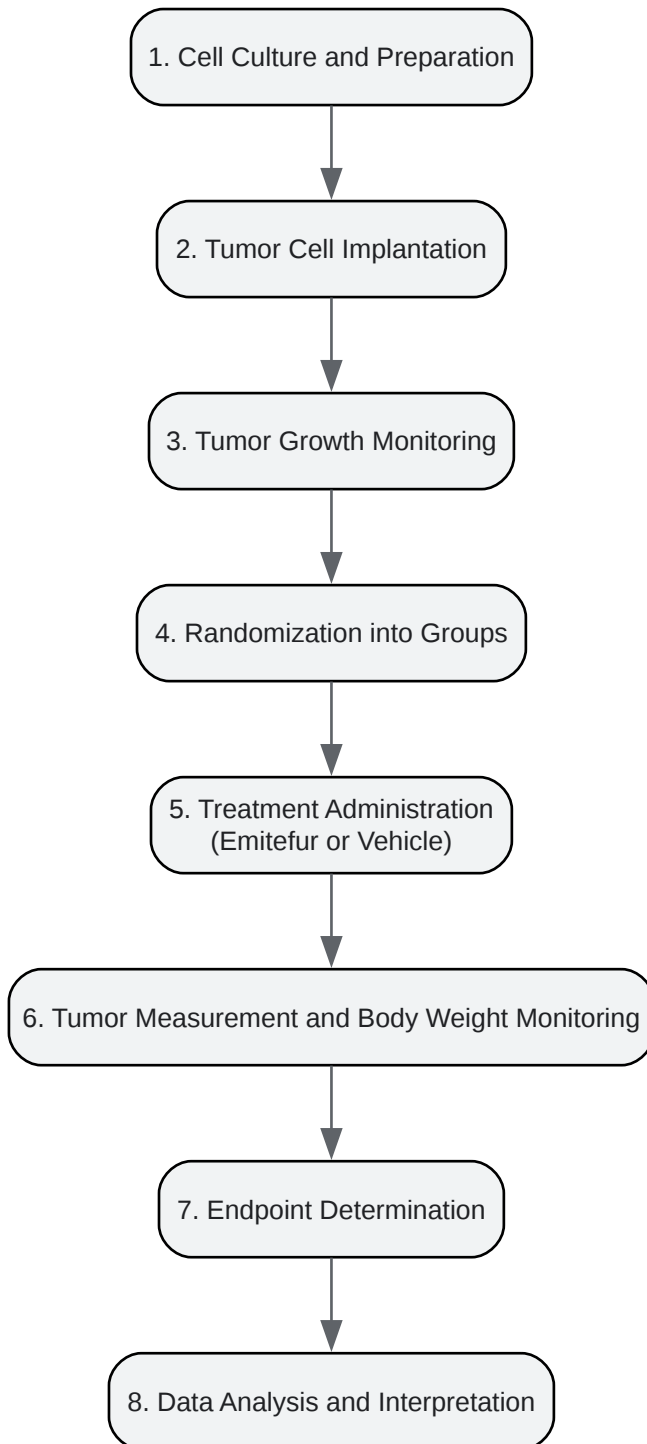 1. Cell Culture and Preparation
2. Tumor Cell Implantation
3. Tumor Growth Monitoring
4. Randomization into Groups
5. Treatment Administration
(Emitefur or Vehicle)
6. Tumor Measurement and Body Weight Monitoring
7. Endpoint Determination
8. Data Analysis and Interpretation